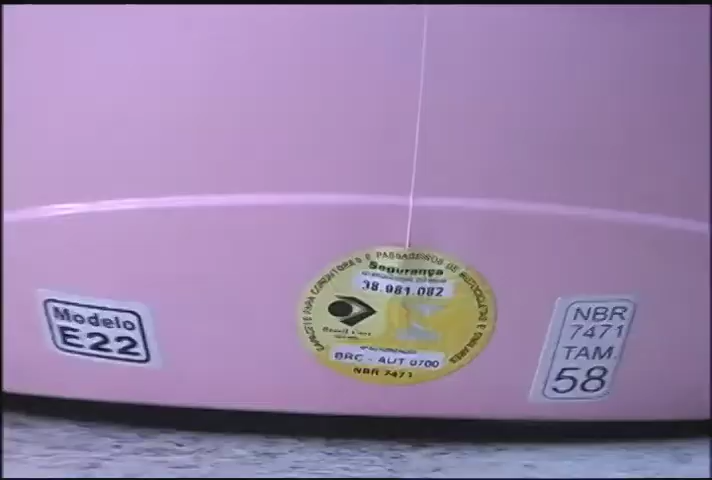 Modelo
E22
CAPACETE PARA CONDUTORES E PASSAGEIROS DE MOTOCICLETAS E SIMILARES
Segurança
38.981.082
BRC - AUT 0700
NBR 7471
NBR
7471
TAM.
58